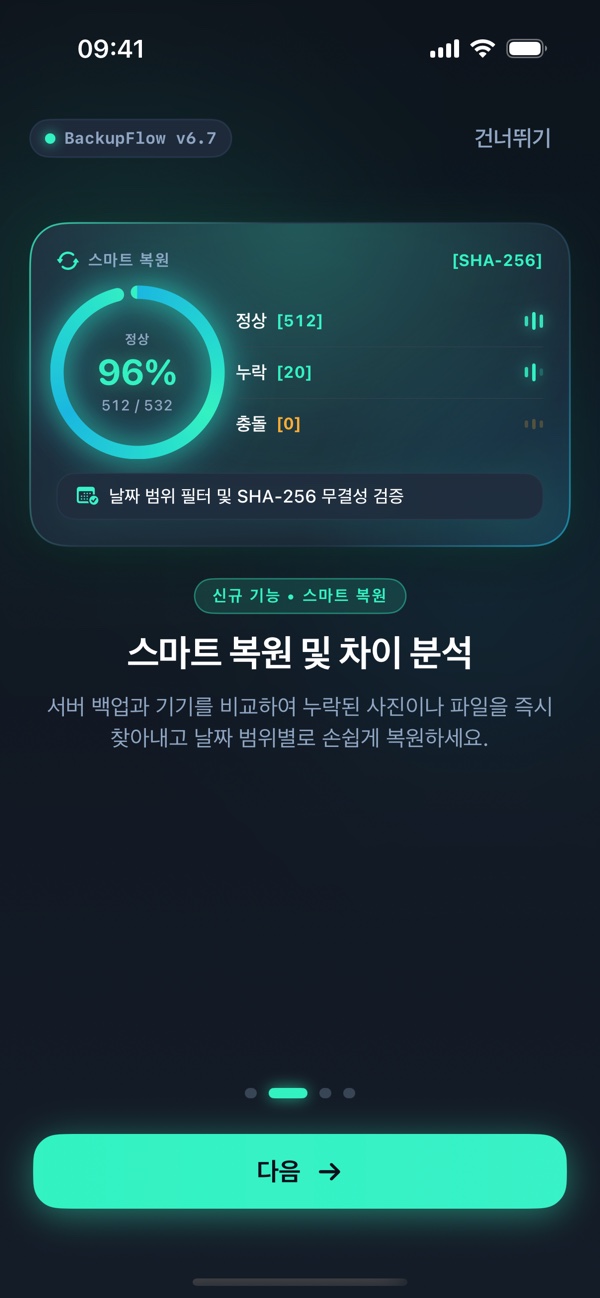 09:41
BackupFlow v6.7
건너뛰기
스마트 복원
[SHA-256]
정상
96%
512 / 532
정상 [512]
누락 [20]
충돌 [0]
날짜 범위 필터 및 SHA-256 무결성 검증
신규 기능 • 스마트 복원
스마트 복원 및 차이 분석
서버 백업과 기기를 비교하여 누락된 사진이나 파일을 즉시
찾아내고 날짜 범위별로 손쉽게 복원하세요.
다음 →